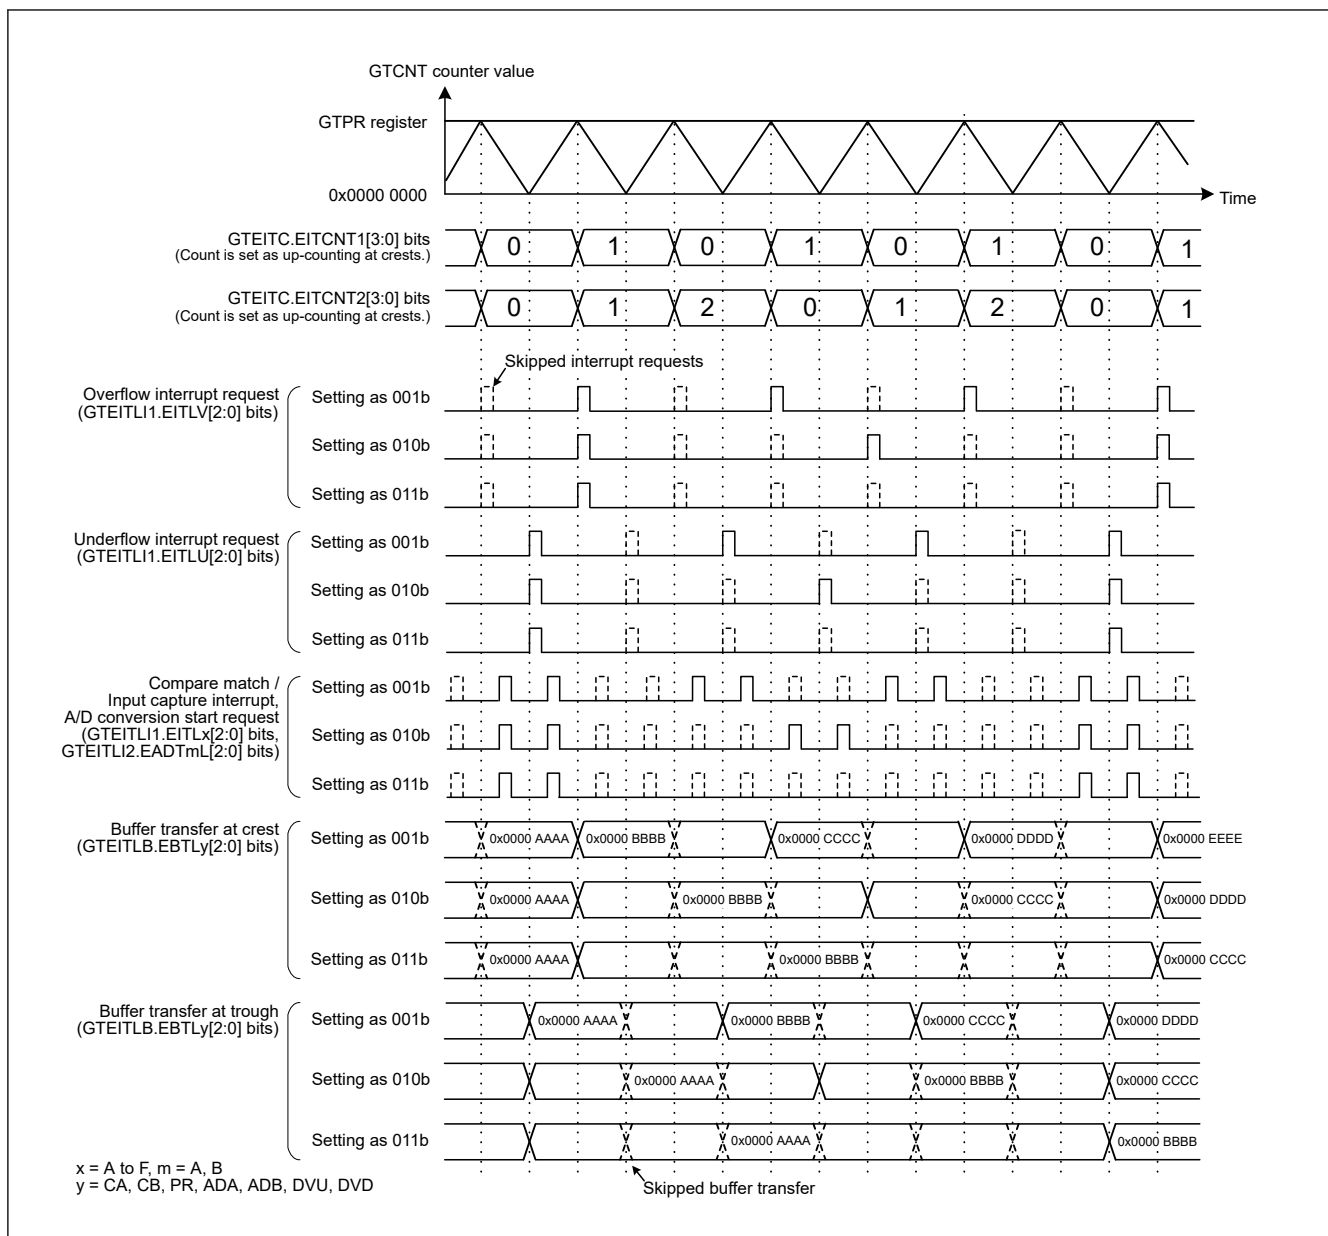 GTCNT counter value
GTPR register
0x0000 0000
Time
GTEITC.EITCNT1[3:0] bits
(Count is set as up-counting at crests.)
0 1 0 1 0 1 0 1
GTEITC.EITCNT2[3:0] bits
(Count is set as up-counting at crests.)
0 1 2 0 1 2 0 1
Skipped interrupt requests
Overflow interrupt request
(GTEITLI1.EITLV[2:0] bits)
Setting as 001b
Setting as 010b
Setting as 011b
Underflow interrupt request
(GTEITLI1.EITLU[2:0] bits)
Setting as 001b
Setting as 010b
Setting as 011b
Compare match /
Input capture interrupt,
A/D conversion start request
(GTEITLI1.EITLx[2:0] bits,
GTEITLI2.EADTmL[2:0] bits)
Setting as 001b
Setting as 010b
Setting as 011b
Buffer transfer at crest
(GTEITLB.EBTLy[2:0] bits)
Setting as 001b 0x0000 AAAA 0x0000 BBBB 0x0000 CCCC 0x0000 DDDD 0x0000 EEEE
Setting as 010b 0x0000 AAAA 0x0000 BBBB 0x0000 CCCC 0x0000 DDDD
Setting as 011b 0x0000 AAAA 0x0000 BBBB 0x0000 CCCC
Buffer transfer at trough
(GTEITLB.EBTLy[2:0] bits)
Setting as 001b 0x0000 AAAA 0x0000 BBBB 0x0000 CCCC 0x0000 DDDD
Setting as 010b 0x0000 AAAA 0x0000 BBBB 0x0000 CCCC
Setting as 011b 0x0000 AAAA 0x0000 BBBB
x = A to F, m = A, B
y = CA, CB, PR, ADA, ADB, DVU, DVD
Skipped buffer transfer